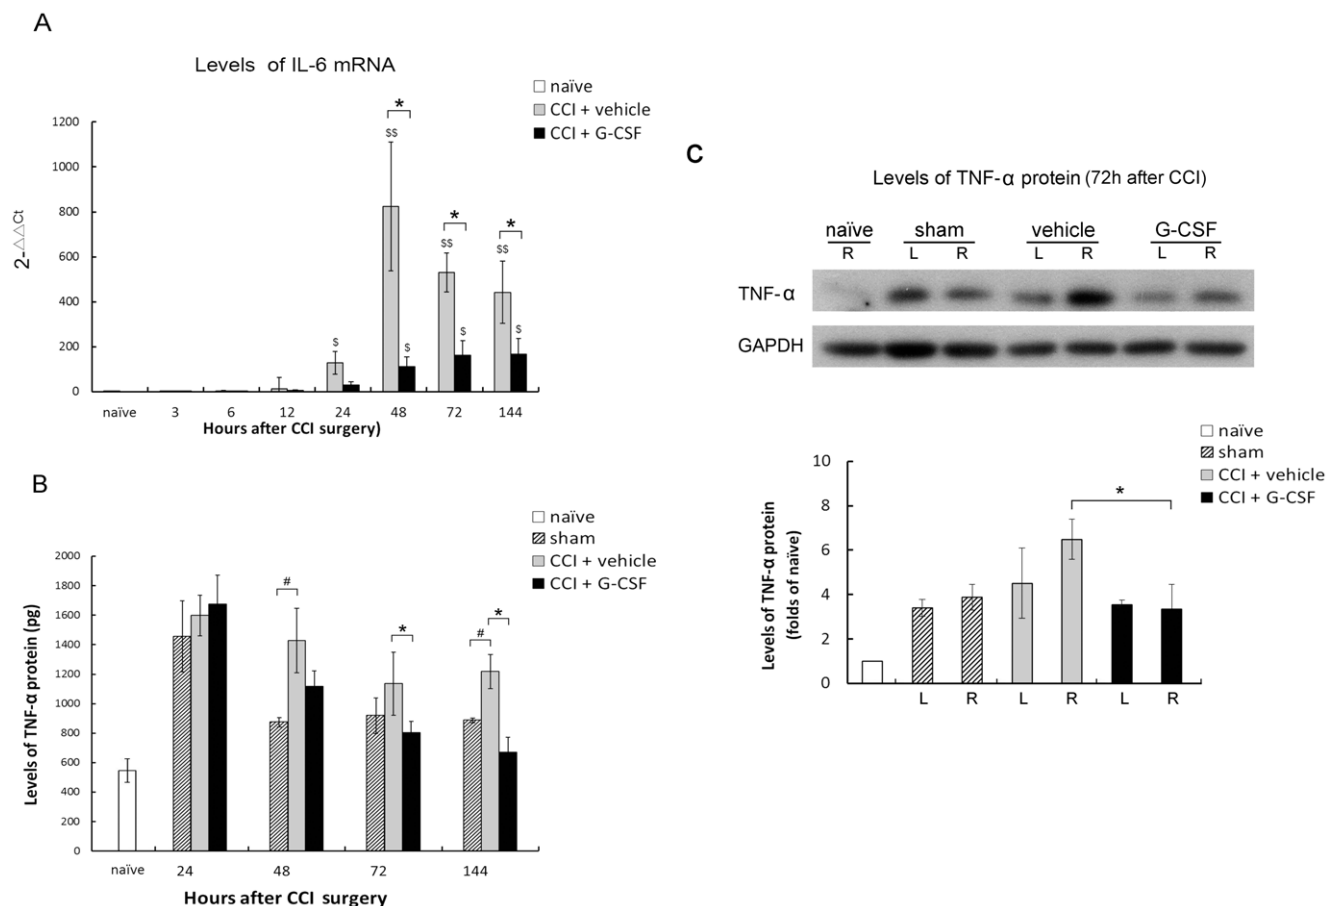 A
Levels of IL-6 mRNA
naïve
CCI + vehicle
CCI + G-CSF
1200
1000
800
600
400
200
0
2-△△Ct
*
*
*
$$
$$
$$
$
$
$
$
naïve 3 6 12 24 48 72 144
Hours after CCI surgery)
B
naïve
sham
CCI + vehicle
CCI + G-CSF
2000
1800
1600
1400
1200
1000
800
600
400
200
0
Levels of TNF-α protein (pg)
#
*
#
*
naïve 24 48 72 144
Hours after CCI surgery
C
Levels of TNF-α protein (72h after CCI)
naïve sham vehicle G-CSF
R L R L R L R
TNF-α
GAPDH
naïve
sham
CCI + vehicle
CCI + G-CSF
10
8
6
4
2
0
Levels of TNF-α protein
(folds of naïve)
*
L R L R L R